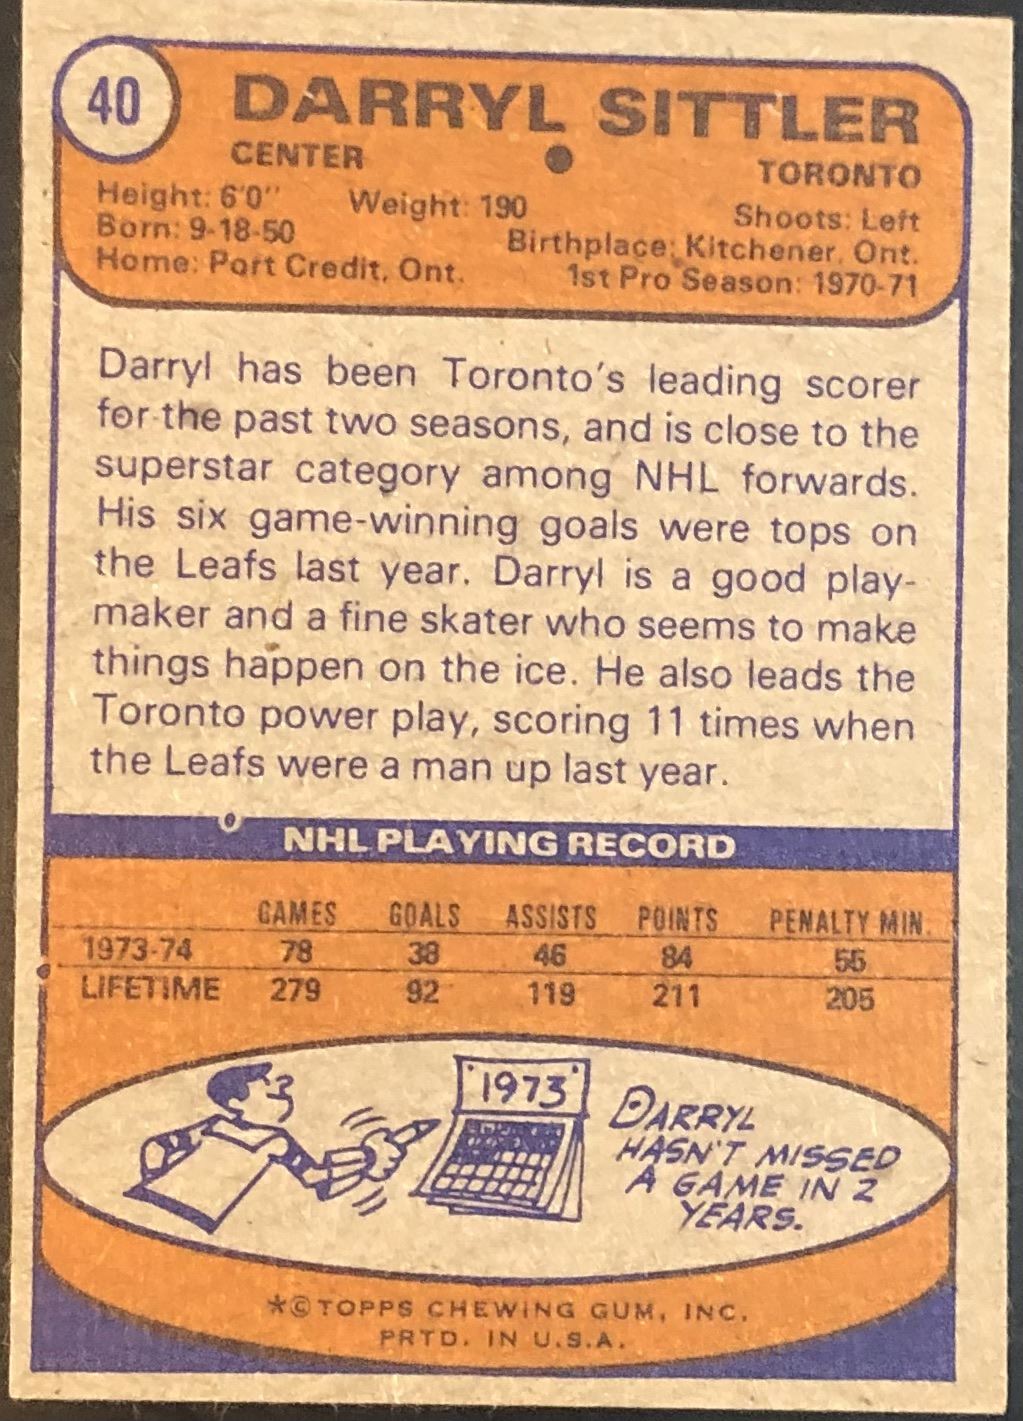 40
DARRYL SITTLER
CENTER
TORONTO
Height: 6'0" Weight: 190 Shoots: Left
Born: 9-18-50 Birthplace: Kitchener, Ont.
Home: Port Credit, Ont. 1st Pro Season: 1970-71
Darryl has been Toronto's leading scorer
for the past two seasons, and is close to the
superstar category among NHL forwards.
His six game-winning goals were tops on
the Leafs last year. Darryl is a good play-
maker and a fine skater who seems to make
things happen on the ice. He also leads the
Toronto power play, scoring 11 times when
the Leafs were a man up last year.
NHL PLAYING RECORD
GAMES GOALS ASSISTS POINTS PENALTY MIN.
1973-74 78 38 46 84 55
LIFETIME 279 92 119 211 205
1973
DARRYL
HASN'T MISSED
A GAME IN 2
YEARS.
*© TOPPS CHEWING GUM, INC.
PRTD. IN U.S.A.